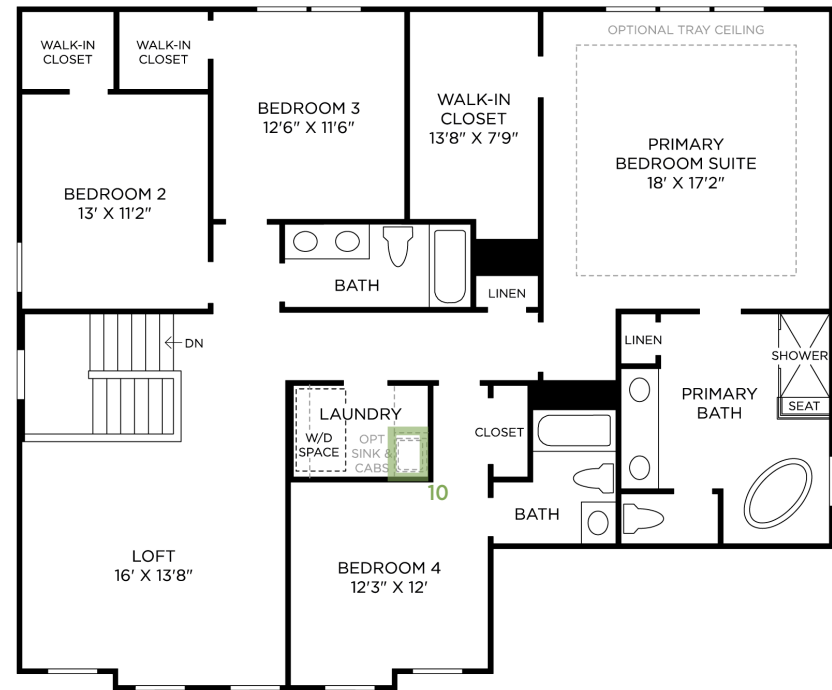 OPTIONAL TRAY CEILING
WALK-IN
CLOSET
WALK-IN
CLOSET
BEDROOM 3
12'6" X 11'6"
WALK-IN
CLOSET
13'8" X 7'9"
PRIMARY
BEDROOM SUITE
18' X 17'2"
BEDROOM 2
13' X 11'2"
BATH
LINEN
DN
LINEN
SHOWER
SEAT
PRIMARY
BATH
LAUNDRY
W/D
SPACE
OPT
SINK &
CABS
CLOSET
10
BATH
LOFT
16' X 13'8"
BEDROOM 4
12'3" X 12'